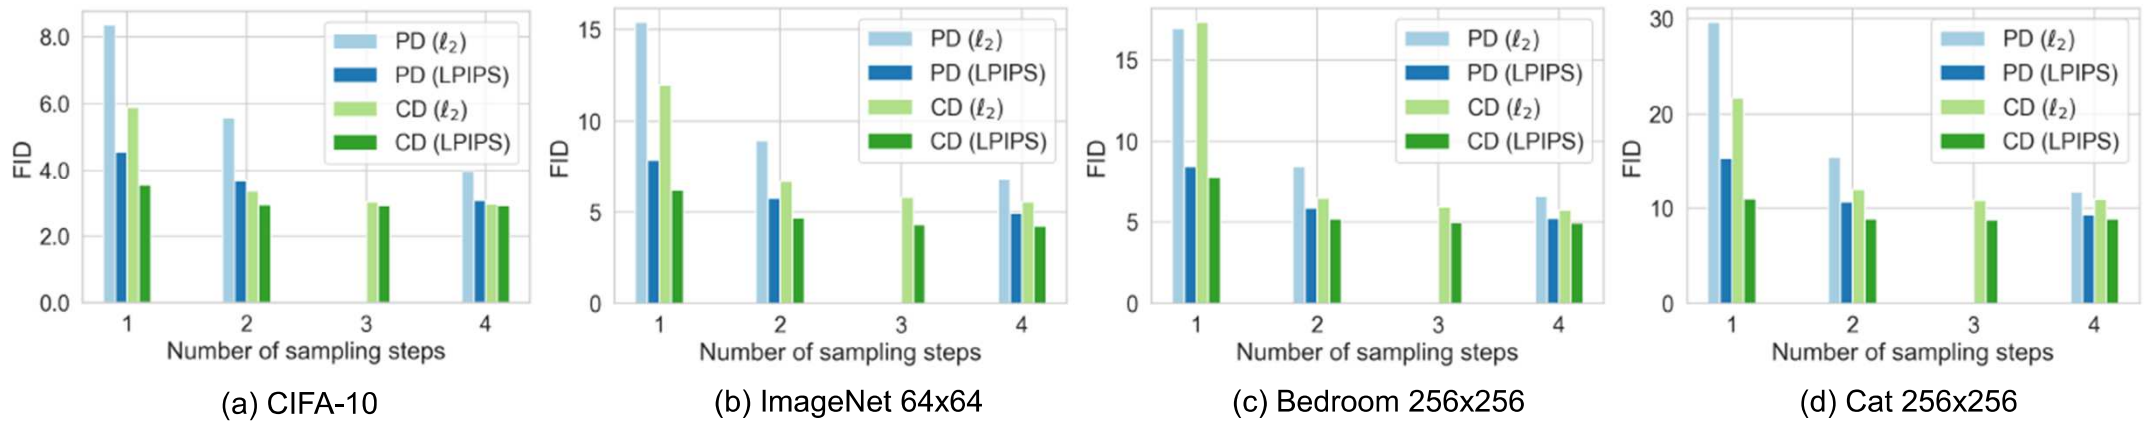 8.0
6.0
4.0
2.0
0.0
FID
PD (ℓ₂)
PD (LPIPS)
CD (ℓ₂)
CD (LPIPS)
1 2 3 4
Number of sampling steps
(a) CIFA-10
15
10
5
0
FID
PD (ℓ₂)
PD (LPIPS)
CD (ℓ₂)
CD (LPIPS)
1 2 3 4
Number of sampling steps
(b) ImageNet 64x64
15
10
5
0
FID
PD (ℓ₂)
PD (LPIPS)
CD (ℓ₂)
CD (LPIPS)
1 2 3 4
Number of sampling steps
(c) Bedroom 256x256
30
20
10
0
FID
PD (ℓ₂)
PD (LPIPS)
CD (ℓ₂)
CD (LPIPS)
1 2 3 4
Number of sampling steps
(d) Cat 256x256